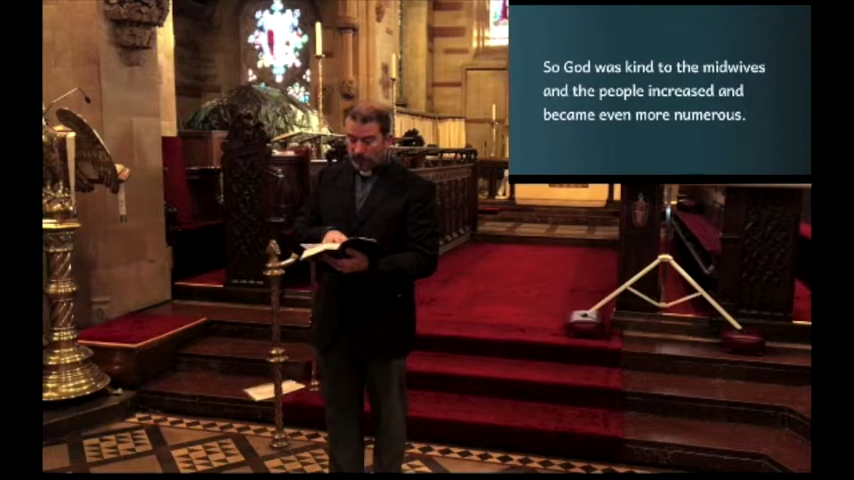 So God was kind to the midwives
and the people increased and
became even more numerous.